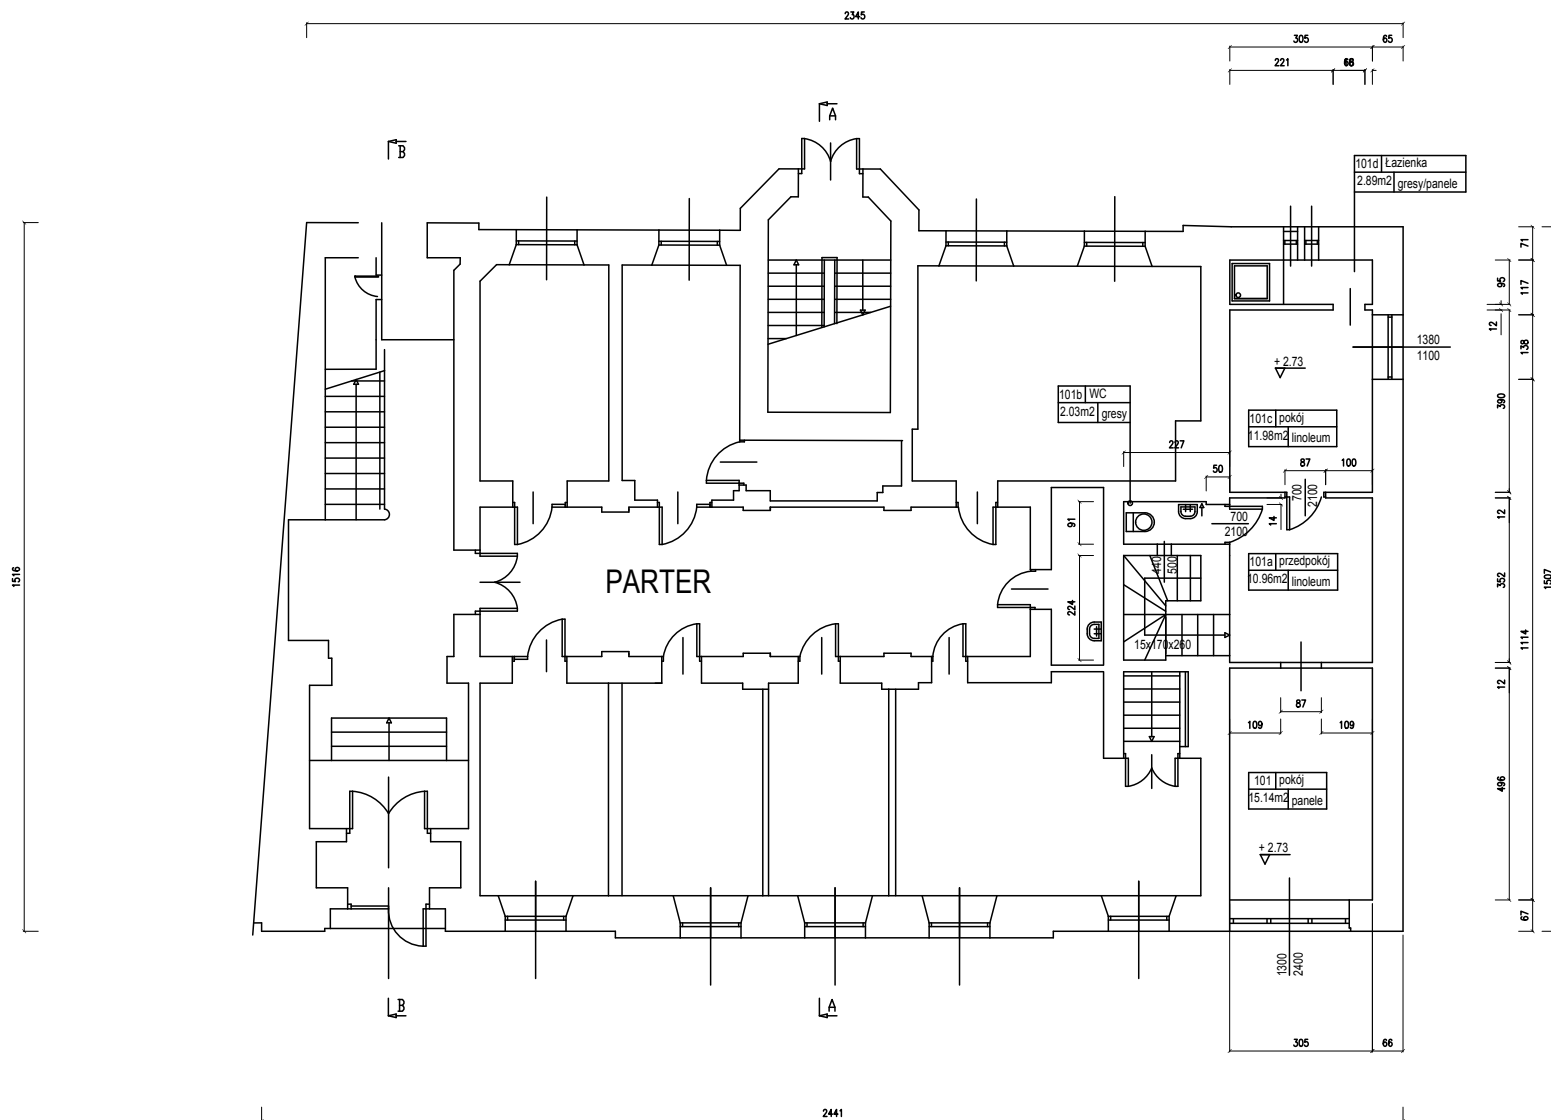 2345
305
65
221
68
A
B
101d Łazienka
2.89m2 gresy/panele
71
95
117
12
138
1380
1100
+ 2.73
101b WC
2.03m2 gresy
101c pokój
11.98m2 linoleum
390
227
50
87
100
700
2100
14
700
2100
12
91
101a przedpokój
10.96m2 linoleum
440
500
PARTER
1516
352
1507
224
15x170x260
1114
12
87
109
109
101 pokój
15.14m2 panele
496
+ 2.73
67
1300
2400
B
A
305
66
2441